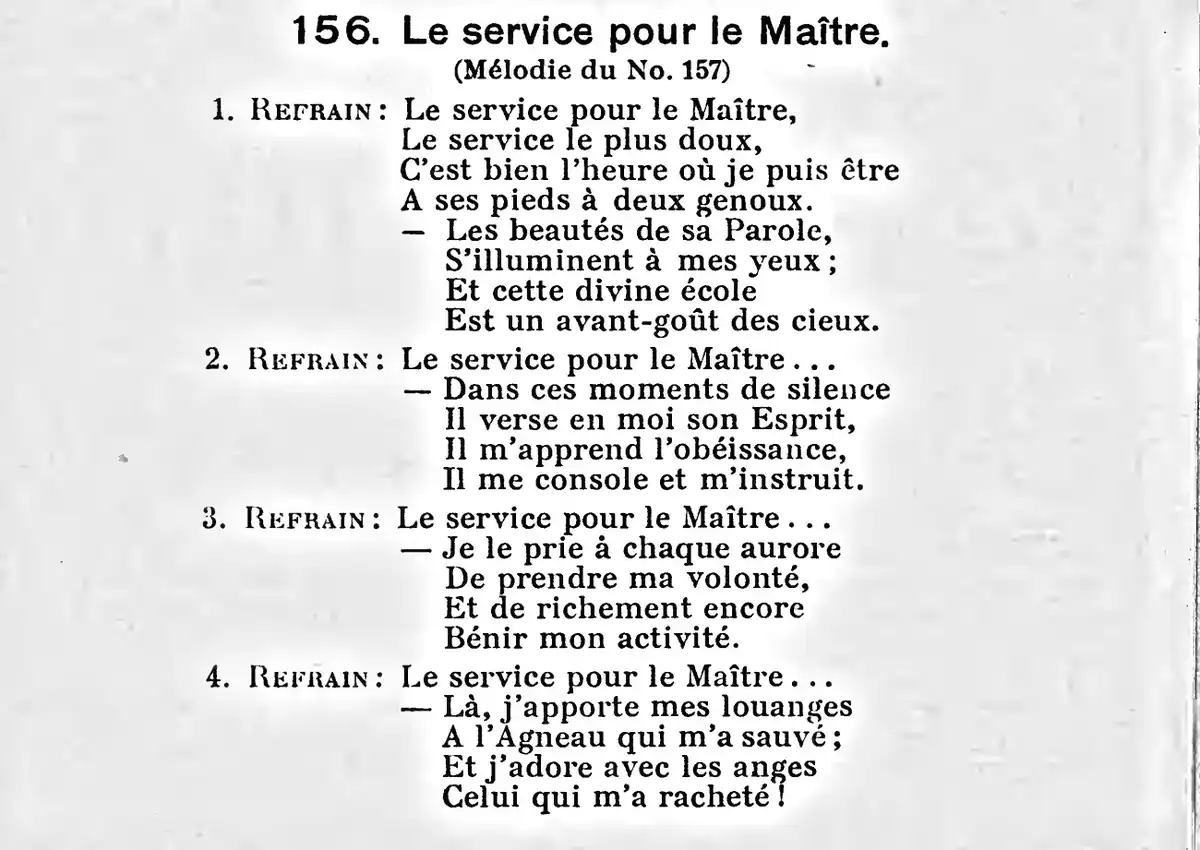 156. Le service pour le Maître.
(Mélodie du No. 157)
1. REFRAIN: Le service pour le Maître,
Le service le plus doux,
C'est bien l'heure où je puis être
A ses pieds à deux genoux.
— Les beautés de sa Parole,
S'illuminent à mes yeux;
Et cette divine école
Est un avant-goût des cieux.
2. REFRAIN: Le service pour le Maître...
— Dans ces moments de silence
Il verse en moi son Esprit,
Il m'apprend l'obéissance,
Il me console et m'instruit.
3. REFRAIN: Le service pour le Maître...
— Je le prie à chaque aurore
De prendre ma volonté,
Et de richement encore
Bénir mon activité.
4. REFRAIN: Le service pour le Maître...
— Là, j'apporte mes louanges
A l'Agneau qui m'a sauvé;
Et j'adore avec les anges
Celui qui m'a racheté!